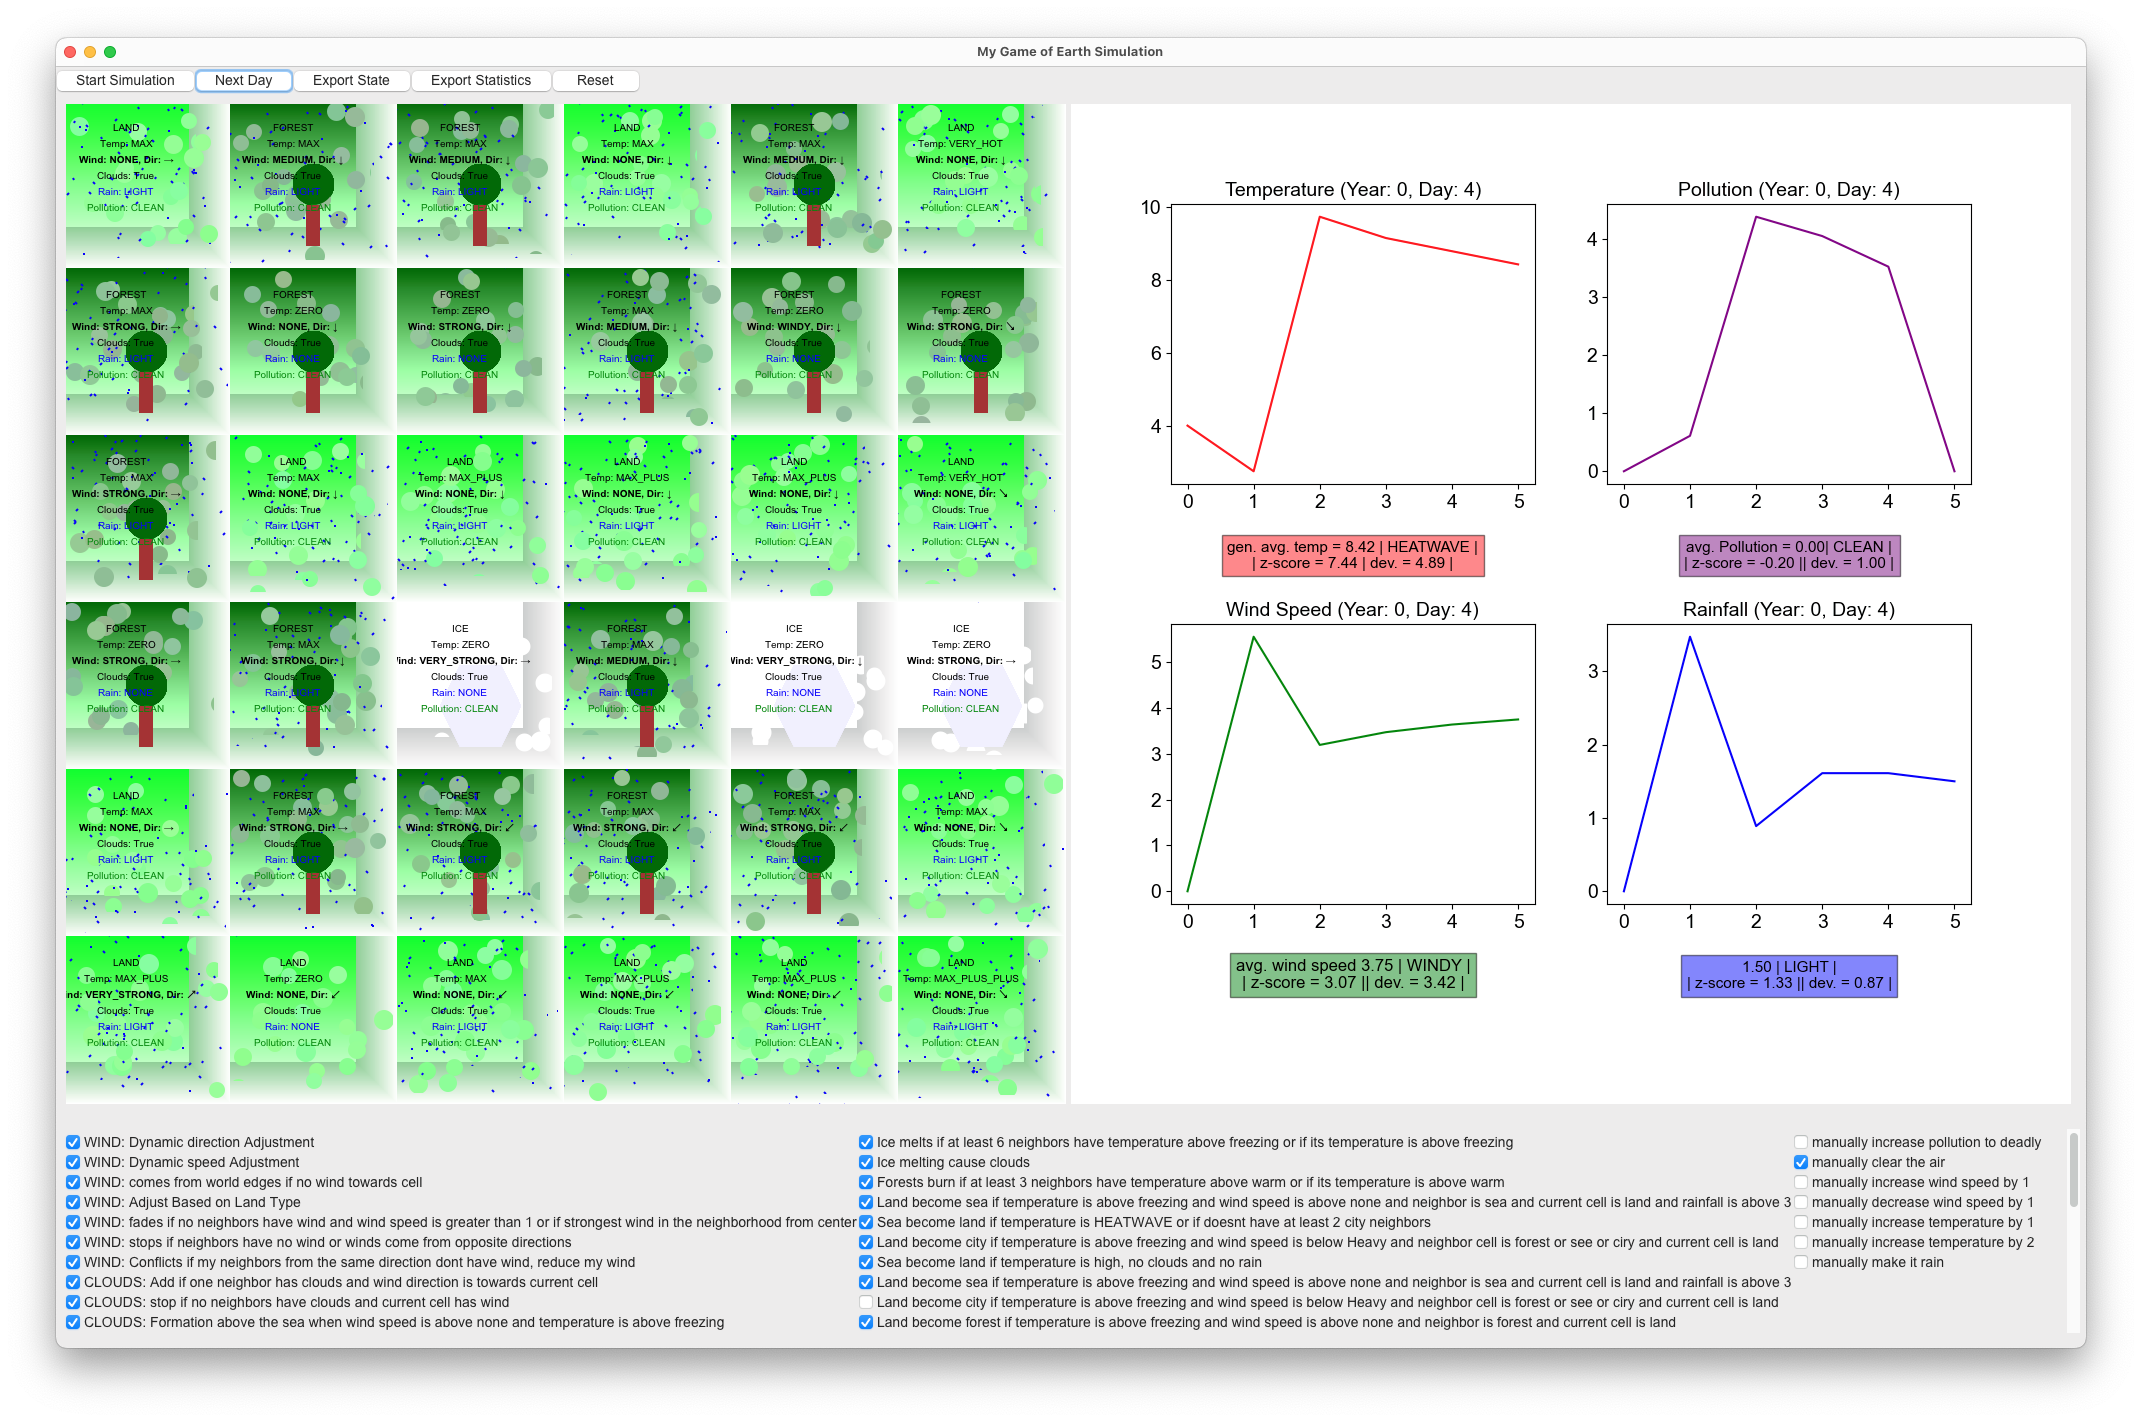 My Game of Earth Simulation
Start Simulation Next Day Export State Export Statistics Reset
LAND FOREST FOREST LAND FOREST LAND
Temp: MAX Temp: MAX Temp: MAX Temp: MAX Temp: MAX Temp: VERY_HOT
Wind: NONE, Dir: → Wind: MEDIUM, Dir: ↓ Wind: MEDIUM, Dir: ↓ Wind: NONE, Dir: ↓ Wind: MEDIUM, Dir: ↓ Wind: NONE, Dir: ↓
Clouds: True Clouds: True Clouds: True Clouds: True Clouds: True Clouds: True
Rain: LIGHT Rain: LIGHT Rain: LIGHT Rain: LIGHT Rain: LIGHT Rain: LIGHT
Pollution: CLEAN Pollution: CLEAN Pollution: CLEAN Pollution: CLEAN Pollution: CLEAN Pollution: CLEAN
FOREST FOREST FOREST FOREST FOREST FOREST
Temp: MAX Temp: ZERO Temp: ZERO Temp: MAX Temp: ZERO Temp: ZERO
Wind: STRONG, Dir: → Wind: NONE, Dir: ↓ Wind: STRONG, Dir: ↓ Wind: MEDIUM, Dir: ↓ Wind: WINDY, Dir: ↓ Wind: STRONG, Dir: ↘
Clouds: True Clouds: True Clouds: True Clouds: True Clouds: True Clouds: True
Rain: LIGHT Rain: NONE Rain: NONE Rain: LIGHT Rain: NONE Rain: NONE
Pollution: CLEAN Pollution: CLEAN Pollution: CLEAN Pollution: CLEAN Pollution: CLEAN Pollution: CLEAN
FOREST LAND LAND LAND LAND LAND
Temp: MAX Temp: MAX Temp: MAX_PLUS Temp: MAX_PLUS Temp: MAX_PLUS Temp: VERY_HOT
Wind: STRONG, Dir: → Wind: NONE, Dir: ↓ Wind: NONE, Dir: ↓ Wind: NONE, Dir: ↓ Wind: NONE, Dir: ↓ Wind: NONE, Dir: ↘
Clouds: True Clouds: True Clouds: True Clouds: True Clouds: True Clouds: True
Rain: LIGHT Rain: LIGHT Rain: LIGHT Rain: LIGHT Rain: LIGHT Rain: LIGHT
Pollution: CLEAN Pollution: CLEAN Pollution: CLEAN Pollution: CLEAN Pollution: CLEAN Pollution: CLEAN
FOREST FOREST ICE FOREST ICE ICE
Temp: ZERO Temp: MAX Temp: ZERO Temp: MAX Temp: ZERO Temp: ZERO
Wind: STRONG, Dir: → Wind: STRONG, Dir: ↓ Wind: VERY_STRONG, Dir: → Wind: MEDIUM, Dir: ↓ Wind: VERY_STRONG, Dir: ↓ Wind: STRONG, Dir: →
Clouds: True Clouds: True Clouds: True Clouds: True Clouds: True Clouds: True
Rain: NONE Rain: LIGHT Rain: NONE Rain: LIGHT Rain: NONE Rain: NONE
Pollution: CLEAN Pollution: CLEAN Pollution: CLEAN Pollution: CLEAN Pollution: CLEAN Pollution: CLEAN
LAND FOREST FOREST FOREST FOREST LAND
Temp: MAX Temp: MAX Temp: MAX Temp: MAX Temp: MAX Temp: MAX
Wind: NONE, Dir: → Wind: STRONG, Dir: → Wind: STRONG, Dir: ↙ Wind: STRONG, Dir: ↙ Wind: STRONG, Dir: ↙ Wind: NONE, Dir: ↘
Clouds: True Clouds: True Clouds: True Clouds: True Clouds: True Clouds: True
Rain: LIGHT Rain: LIGHT Rain: LIGHT Rain: LIGHT Rain: LIGHT Rain: LIGHT
Pollution: CLEAN Pollution: CLEAN Pollution: CLEAN Pollution: CLEAN Pollution: CLEAN Pollution: CLEAN
LAND LAND LAND LAND LAND LAND
Temp: MAX_PLUS Temp: ZERO Temp: MAX Temp: MAX_PLUS Temp: MAX_PLUS Temp: MAX_PLUS_PLUS
ind: VERY_STRONG, Dir: ↗ Wind: NONE, Dir: ↙ Wind: NONE, Dir: ↙ Wind: NONE, Dir: ↙ Wind: NONE, Dir: ↙ Wind: NONE, Dir: ↘
Clouds: True Clouds: True Clouds: True Clouds: True Clouds: True Clouds: True
Rain: LIGHT Rain: NONE Rain: LIGHT Rain: LIGHT Rain: LIGHT Rain: LIGHT
Pollution: CLEAN Pollution: CLEAN Pollution: CLEAN Pollution: CLEAN Pollution: CLEAN Pollution: CLEAN
Temperature (Year: 0, Day: 4)
10
8
6
4
0 1 2 3 4 5
gen. avg. temp = 8.42 | HEATWAVE |
| z-score = 7.44 | dev. = 4.89 |
Pollution (Year: 0, Day: 4)
4
3
2
1
0
0 1 2 3 4 5
avg. Pollution = 0.00| CLEAN |
| z-score = -0.20 || dev. = 1.00 |
Wind Speed (Year: 0, Day: 4)
5
4
3
2
1
0
0 1 2 3 4 5
avg. wind speed 3.75 | WINDY |
| z-score = 3.07 || dev. = 3.42 |
Rainfall (Year: 0, Day: 4)
3
2
1
0
0 1 2 3 4 5
1.50 | LIGHT |
| z-score = 1.33 || dev. = 0.87 |
WIND: Dynamic direction Adjustment
WIND: Dynamic speed Adjustment
WIND: comes from world edges if no wind towards cell
WIND: Adjust Based on Land Type
WIND: fades if no neighbors have wind and wind speed is greater than 1 or if strongest wind in the neighborhood from center
WIND: stops if neighbors have no wind or winds come from opposite directions
WIND: Conflicts if my neighbors from the same direction dont have wind, reduce my wind
CLOUDS: Add if one neighbor has clouds and wind direction is towards current cell
CLOUDS: stop if no neighbors have clouds and current cell has wind
CLOUDS: Formation above the sea when wind speed is above none and temperature is above freezing
Ice melts if at least 6 neighbors have temperature above freezing or if its temperature is above freezing
Ice melting cause clouds
Forests burn if at least 3 neighbors have temperature above warm or if its temperature is above warm
Land become sea if temperature is above freezing and wind speed is above none and neighbor is sea and current cell is land and rainfall is above 3
Sea become land if temperature is HEATWAVE or if doesnt have at least 2 city neighbors
Land become city if temperature is above freezing and wind speed is below Heavy and neighbor cell is forest or see or ciry and current cell is land
Sea become land if temperature is high, no clouds and no rain
Land become sea if temperature is above freezing and wind speed is above none and neighbor is sea and current cell is land and rainfall is above 3
Land become city if temperature is above freezing and wind speed is below Heavy and neighbor cell is forest or see or ciry and current cell is land
Land become forest if temperature is above freezing and wind speed is above none and neighbor is forest and current cell is land
manually increase pollution to deadly
manually clear the air
manually increase wind speed by 1
manually decrease wind speed by 1
manually increase temperature by 1
manually increase temperature by 2
manually make it rain